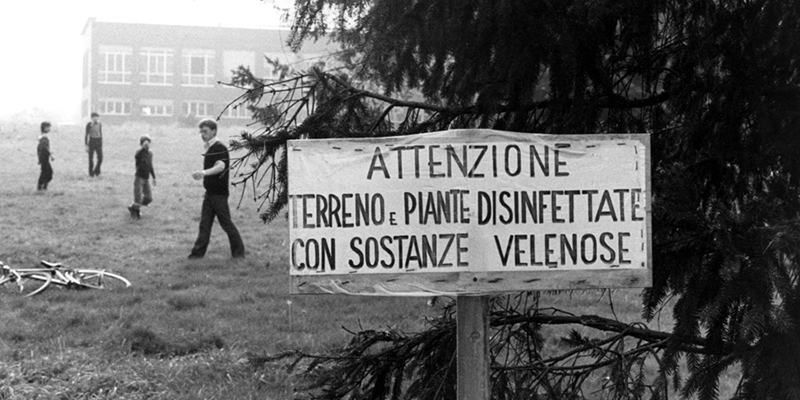 ATTENZIONE
TERRENO E PIANTE DISINFETTATE
CON SOSTANZE VELENOSE